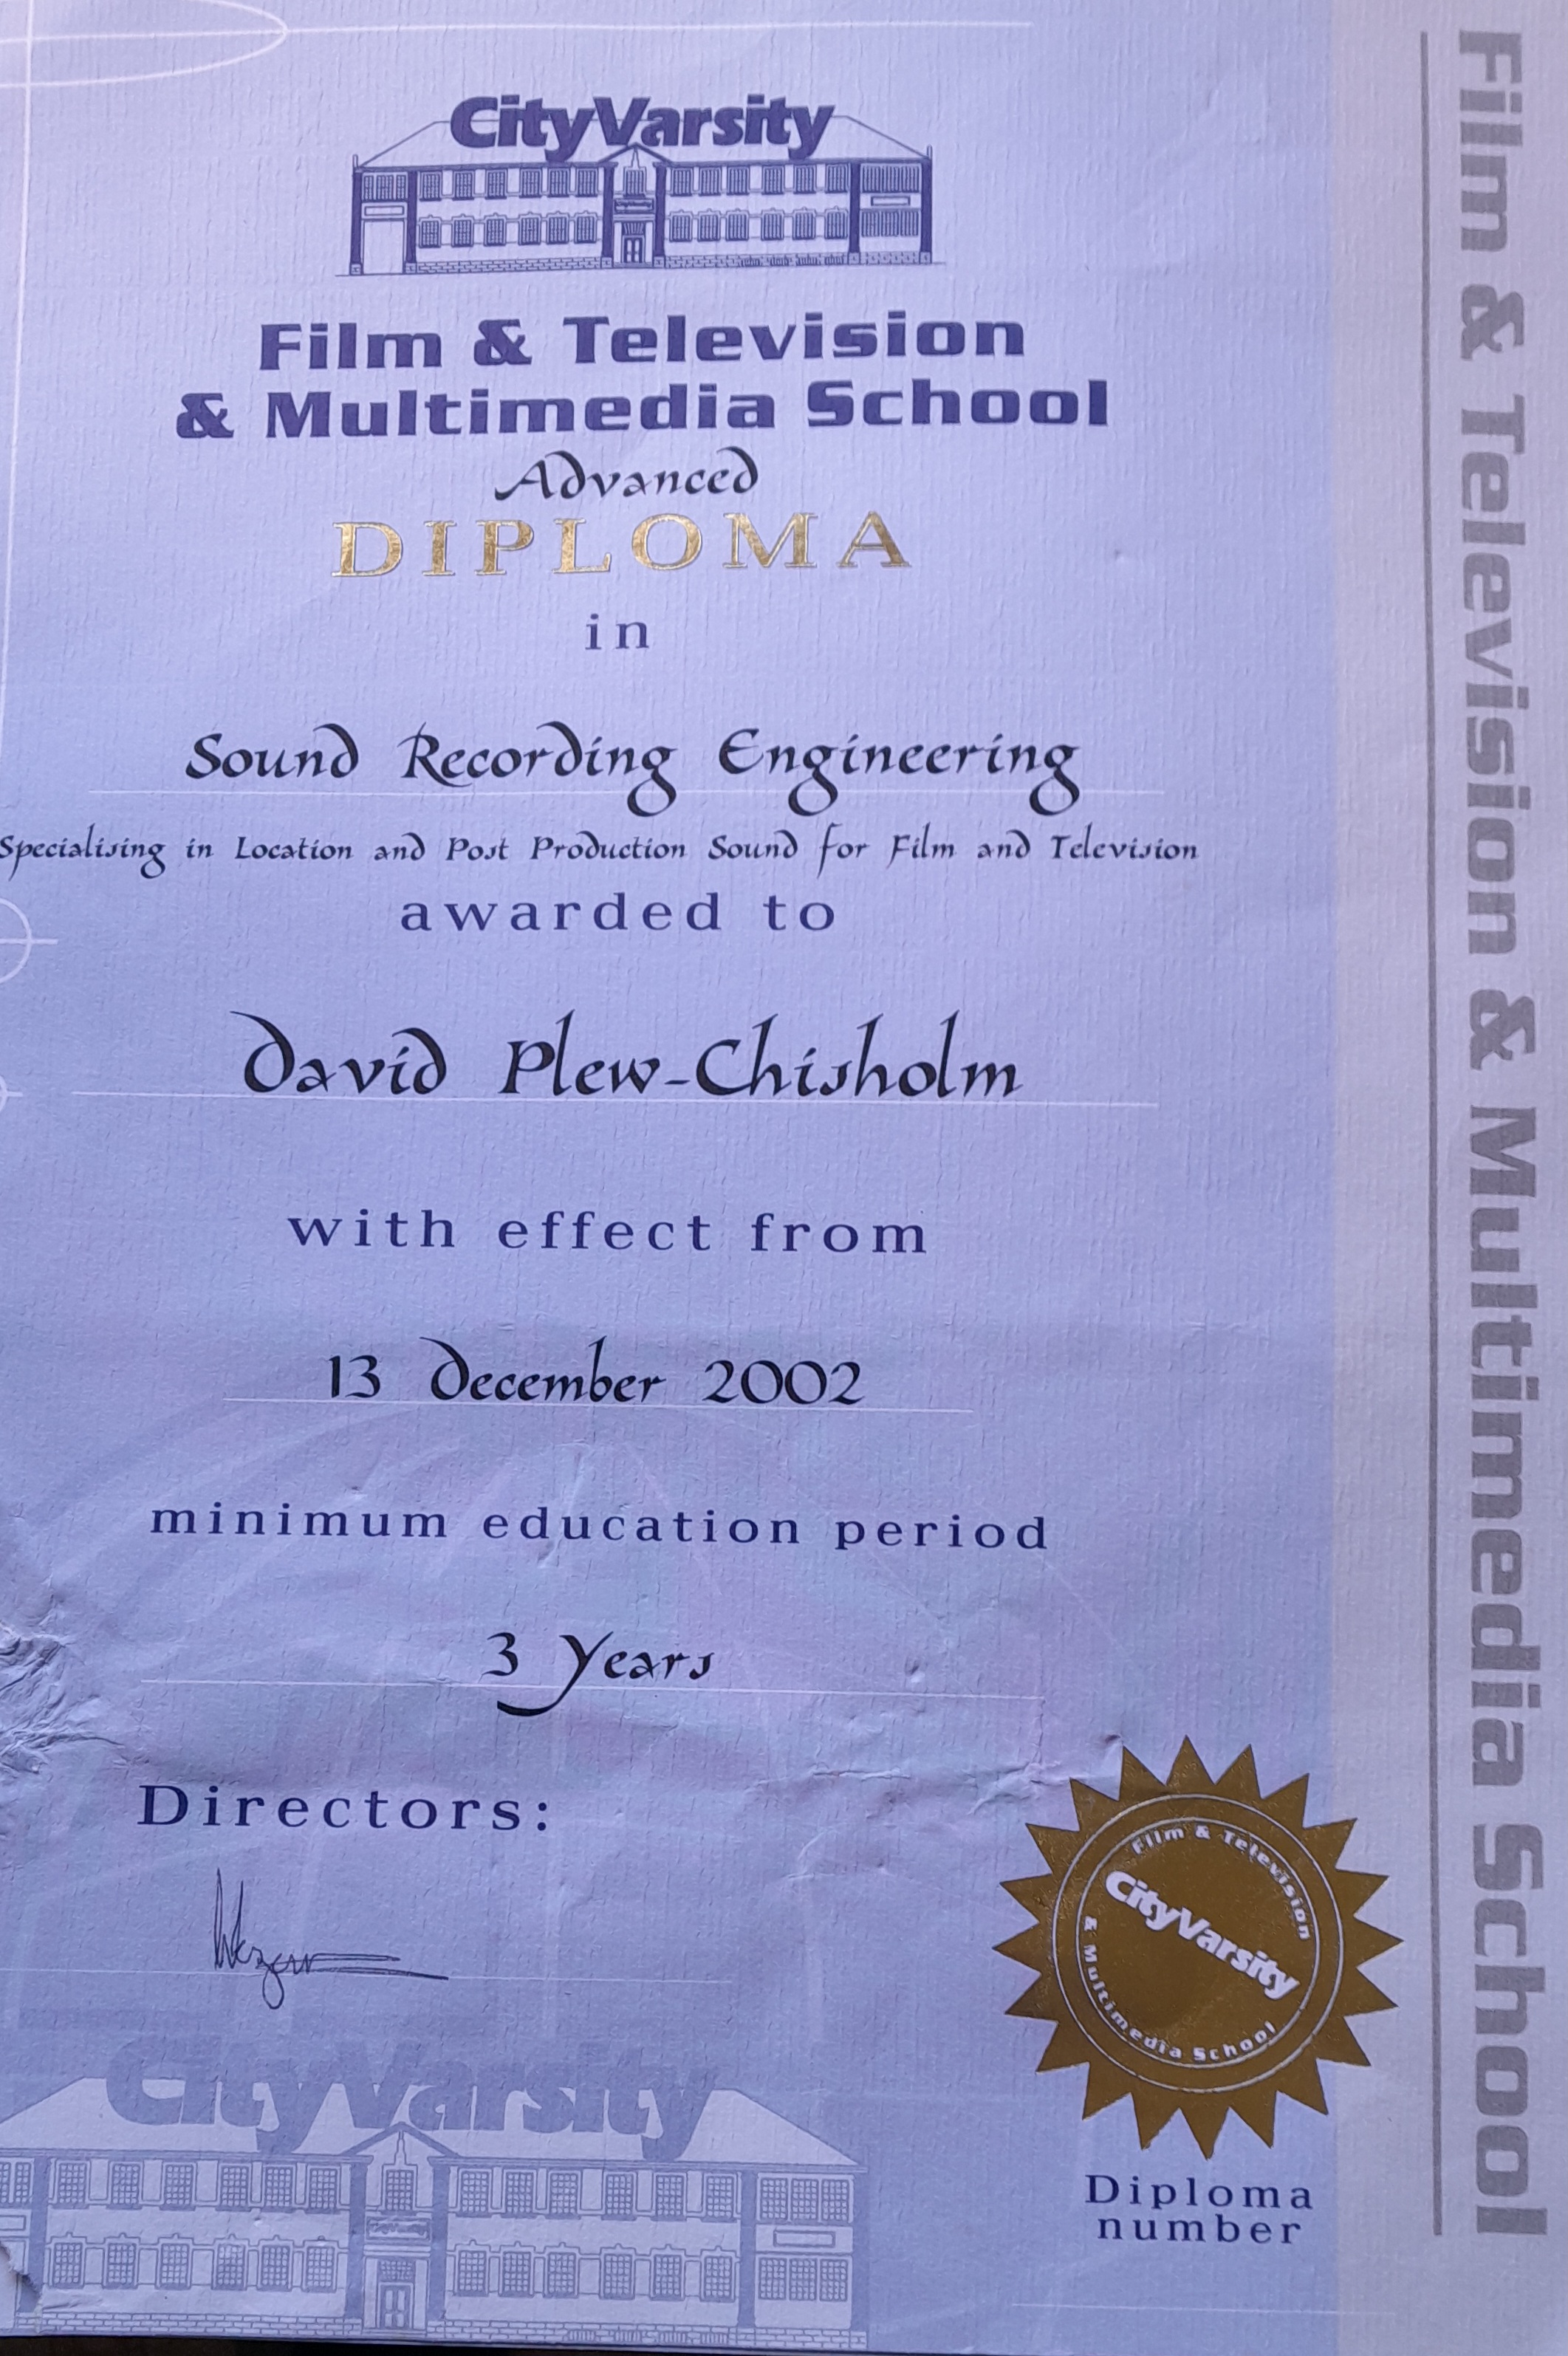 CityVarsity
Film & Television
& Multimedia School
Advanced
DIPLOMA
in
Sound Recording Engineering
Specialising in Location and Post Production Sound for Film and Television
awarded to
David Plew-Chisholm
with effect from
13 December 2002
minimum education period
3 Years
Directors:
CityVarsity
Film & Television
CityVarsity
& Multimedia School
Diploma
number
Film & Television & Multimedia School